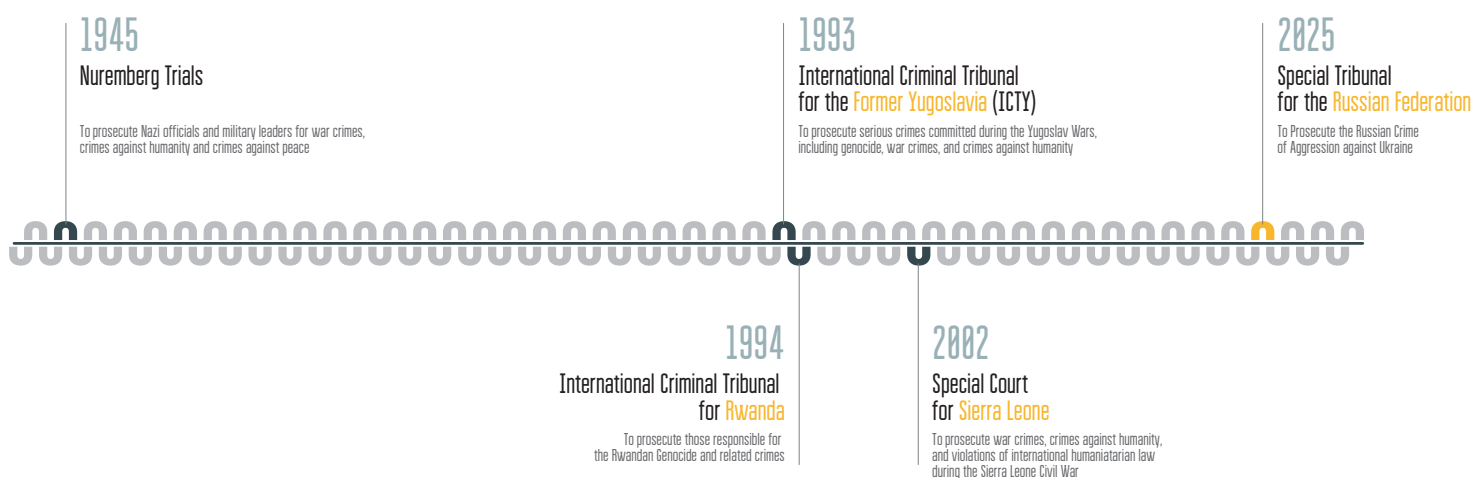 1945
Nuremberg Trials
To prosecute Nazi officials and military leaders for war crimes,
crimes against humanity and crimes against peace
1993
International Criminal Tribunal
for the Former Yugoslavia (ICTY)
To prosecute serious crimes committed during the Yugoslav Wars,
including genocide, war crimes, and crimes against humanity
2025
Special Tribunal
for the Russian Federation
To Prosecute the Russian Crime
of Aggression against Ukraine
1994
International Criminal Tribunal
for Rwanda
To prosecute those responsible for
the Rwandan Genocide and related crimes
2002
Special Court
for Sierra Leone
To prosecute war crimes, crimes against humanity,
and violations of international humaniatarian law
during the Sierra Leone Civil War